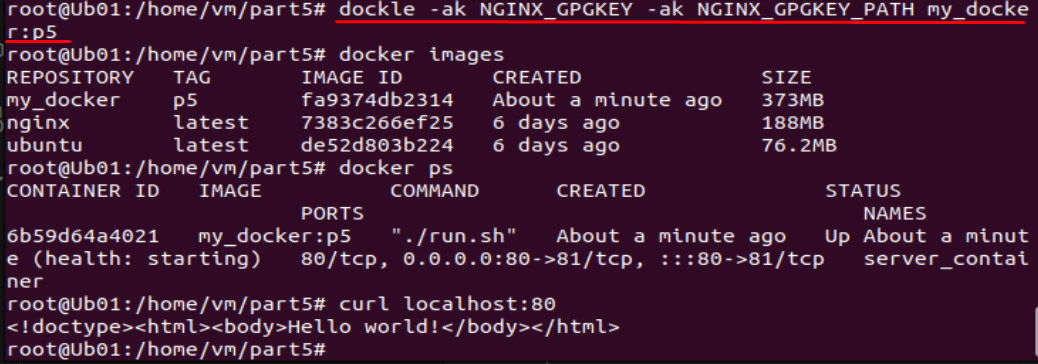 root@Ub01:/home/vm/part5# dockle -ak NGINX_GPGKEY -ak NGINX_GPGKEY_PATH my_docke
r:p5
root@Ub01:/home/vm/part5# docker images
REPOSITORY   TAG       IMAGE ID       CREATED              SIZE
my_docker    p5        fa9374db2314   About a minute ago   373MB
nginx        latest    7383c266ef25   6 days ago           188MB
ubuntu       latest    de52d803b224   6 days ago           76.2MB
root@Ub01:/home/vm/part5# docker ps
CONTAINER ID   IMAGE          COMMAND      CREATED              STATUS
                         PORTS                                         NAMES
6b59d64a4021   my_docker:p5   "./run.sh"   About a minute ago   Up About a minut
e (health: starting)   80/tcp, 0.0.0.0:80->81/tcp, :::80->81/tcp   server_contai
ner
root@Ub01:/home/vm/part5# curl localhost:80
<!doctype><html><body>Hello world!</body></html>
root@Ub01:/home/vm/part5#